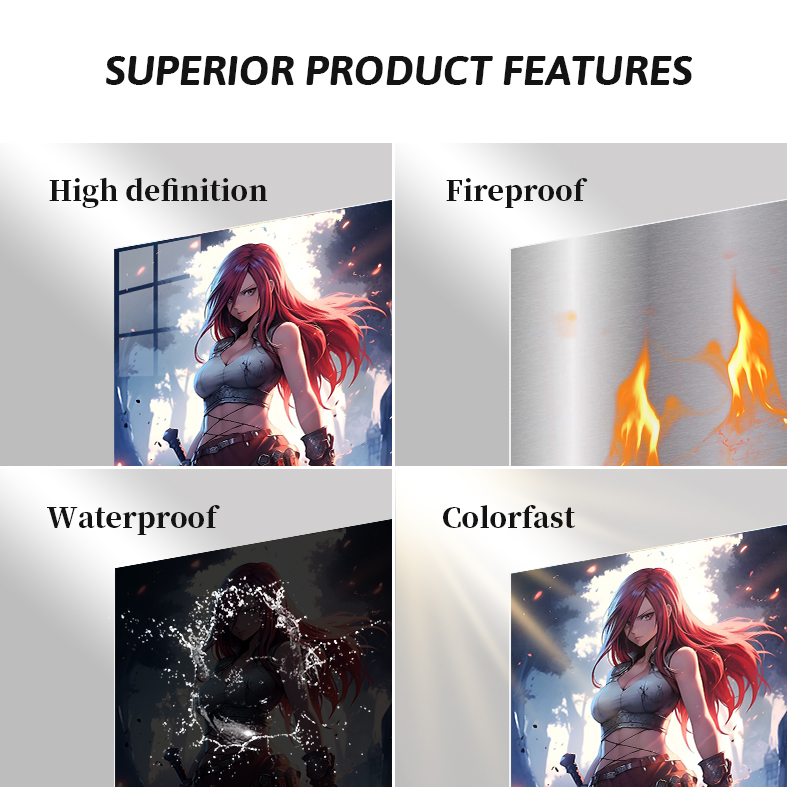 SUPERIOR PRODUCT FEATURES
High definition
Fireproof
Waterproof
Colorfast